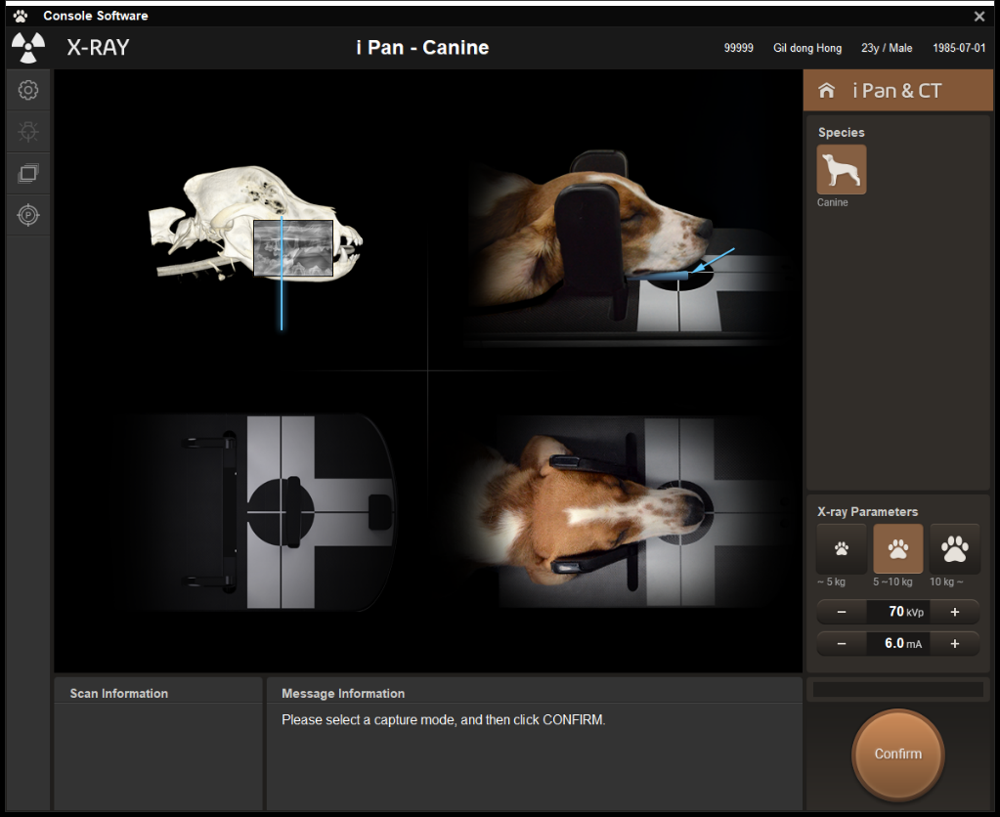 Console Software
X-RAY
i Pan - Canine
99999 Gil dong Hong 23y / Male 1985-07-01
i Pan & CT
Species
Canine
P
X-ray Parameters
~ 5 kg 5 ~10 kg 10 kg ~
− 70 kVp +
− 6.0 mA +
Scan Information
Message Information
Please select a capture mode, and then click CONFIRM.
Confirm